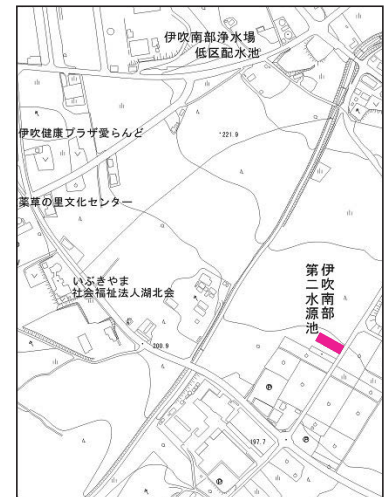 伊吹南部浄水場
低区配水池
・221.9
伊吹健康プラザ愛らんど
薬草の里文化センター
伊吹南部
第二水源池
いぶきやま
社会福祉法人湖北会
200.9
197.7
P
P
P